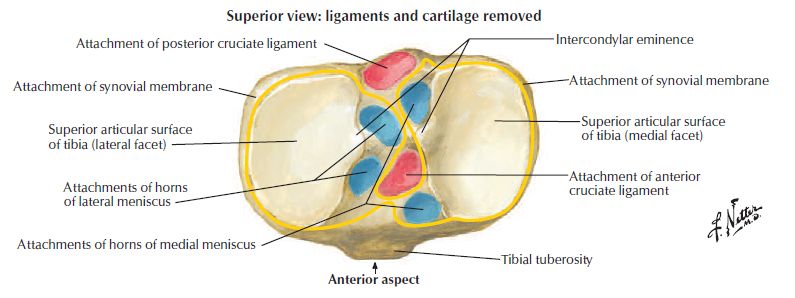 Superior view: ligaments and cartilage removed
Attachment of posterior cruciate ligament
Intercondylar eminence
Attachment of synovial membrane
Attachment of synovial membrane
Superior articular surface
of tibia (lateral facet)
Superior articular surface
of tibia (medial facet)
Attachments of horns
of lateral meniscus
Attachment of anterior
cruciate ligament
Attachments of horns of medial meniscus
Tibial tuberosity
Anterior aspect
F. Netter
M.D.